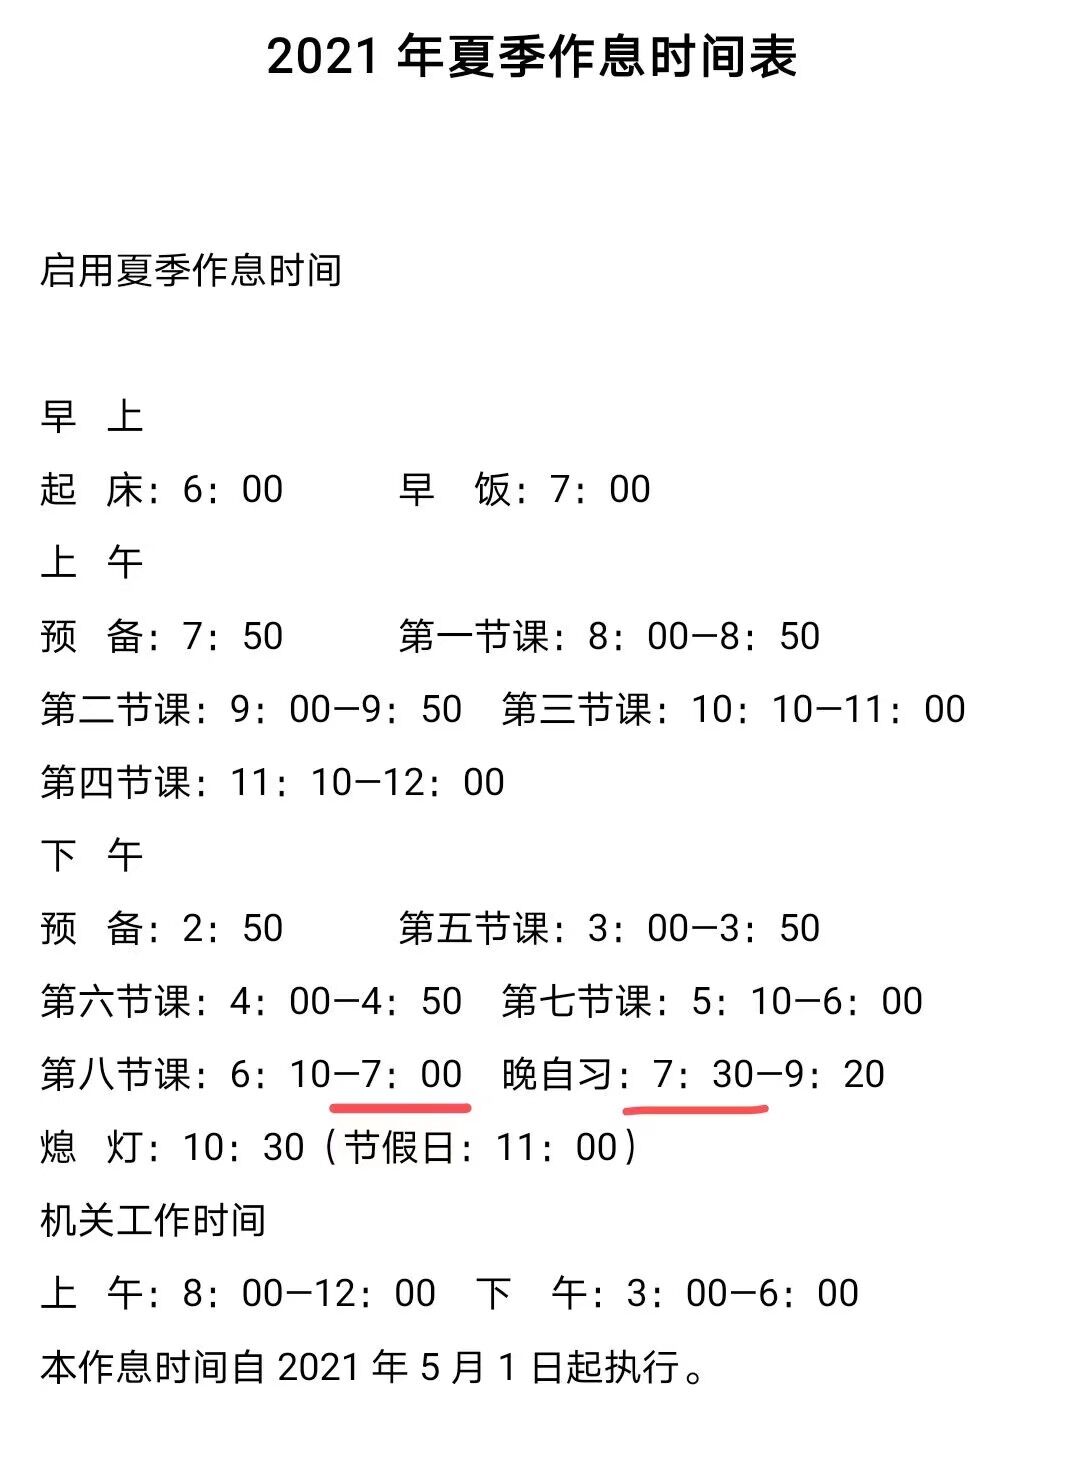 2021 年夏季作息时间表
启用夏季作息时间
早 上
起 床：6：00 早 饭：7：00
上 午
预 备：7：50 第一节课：8：00—8：50
第二节课：9：00—9：50 第三节课：10：10—11：00
第四节课：11：10—12：00
下 午
预 备：2：50 第五节课：3：00—3：50
第六节课：4：00—4：50 第七节课：5：10—6：00
第八节课：6：10—7：00 晚自习：7：30—9：20
熄 灯：10：30（节假日：11：00）
机关工作时间
上 午：8：00—12：00 下 午：3：00—6：00
本作息时间自 2021 年 5 月 1 日起执行。